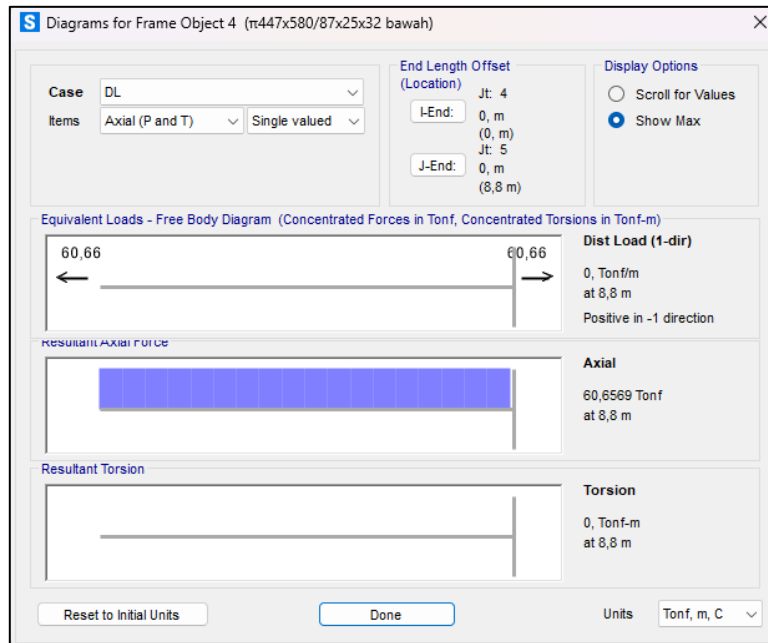 S Diagrams for Frame Object 4 (π447x580/87x25x32 bawah)
Case DL
Items Axial (P and T) Single valued
End Length Offset
(Location)
Jt: 4
I-End: 0, m
(0, m)
Jt: 5
J-End: 0, m
(8,8 m)
Display Options
Scroll for Values
Show Max
Equivalent Loads - Free Body Diagram (Concentrated Forces in Tonf, Concentrated Torsions in Tonf-m)
60,66 60,66
Dist Load (1-dir)
0, Tonf/m
at 8,8 m
Positive in -1 direction
Resultant Axial Force
Axial
60,6569 Tonf
at 8,8 m
Resultant Torsion
Torsion
0, Tonf-m
at 8,8 m
Reset to Initial Units Done Units Tonf, m, C